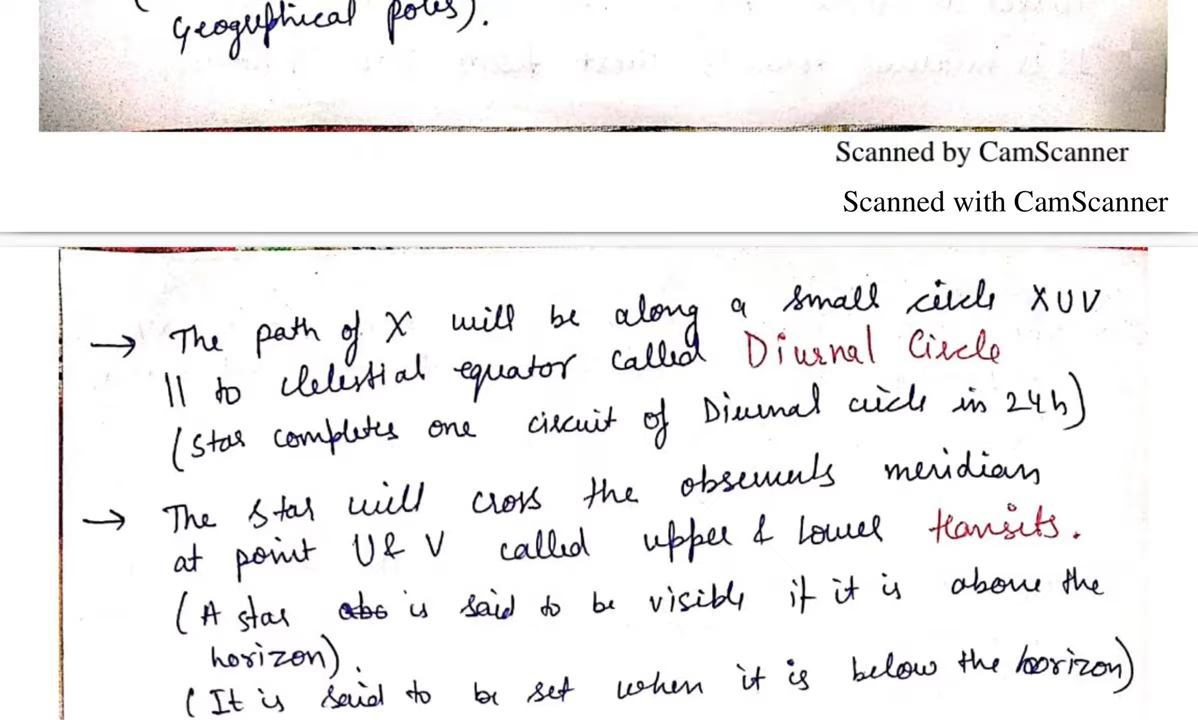 Geographical poles).
Scanned by CamScanner
Scanned with CamScanner
→ The path of X will be along a small circle XUV
|| to celestial equator called Diurnal Circle
(Star completes one circuit of Diurnal circle in 24h)
→ The star will cross the observers meridian
at point U & V called upper & lower transits.
(A star abo is said to be visible if it is above the
horizon).
(It is said to be set when it is below the horizon)